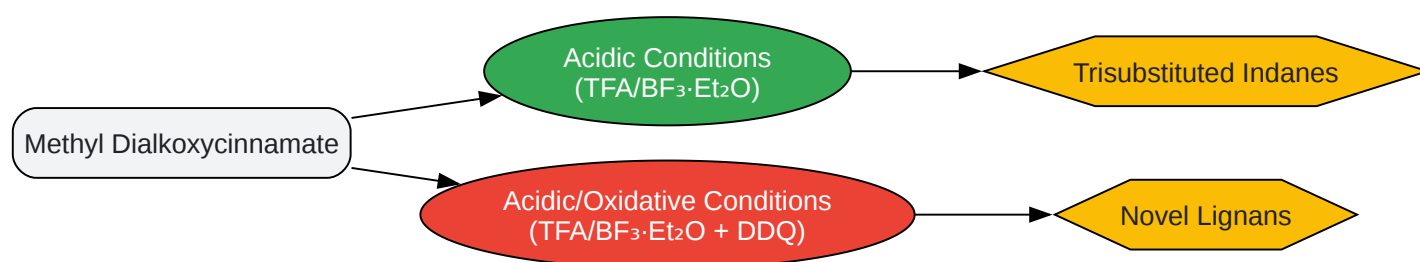 Methyl Dialkoxycinnamate
Acidic Conditions
(TFA/BF₃·Et₂O)
Trisubstituted Indanes
Acidic/Oxidative Conditions
(TFA/BF₃·Et₂O + DDQ)
Novel Lignans